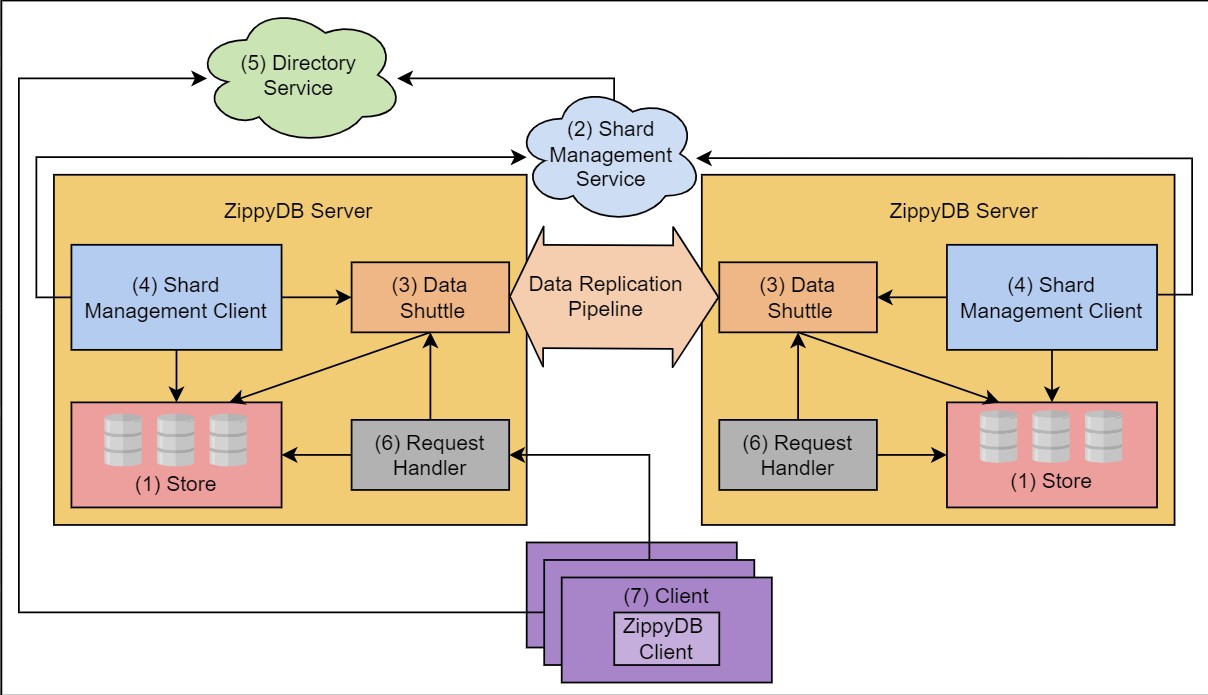 (5) Directory
Service
(2) Shard
Management
Service
ZippyDB Server
ZippyDB Server
(4) Shard
Management Client
(3) Data
Shuttle
Data Replication
Pipeline
(3) Data
Shuttle
(4) Shard
Management Client
(1) Store
(6) Request
Handler
(6) Request
Handler
(1) Store
(7) Client
ZippyDB
Client